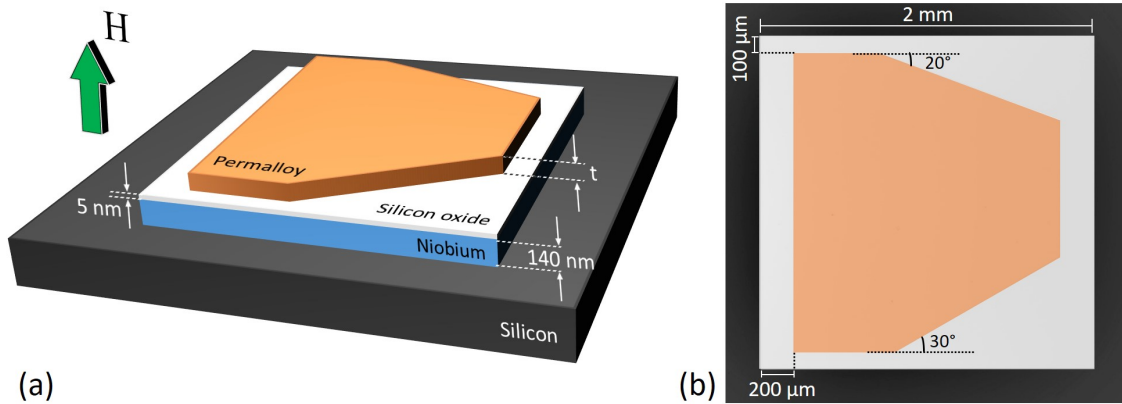 H
Permalloy
t
5 nm
Silicon oxide
Niobium
140 nm
Silicon
(a)
2 mm
100 µm
20°
30°
200 µm
(b)